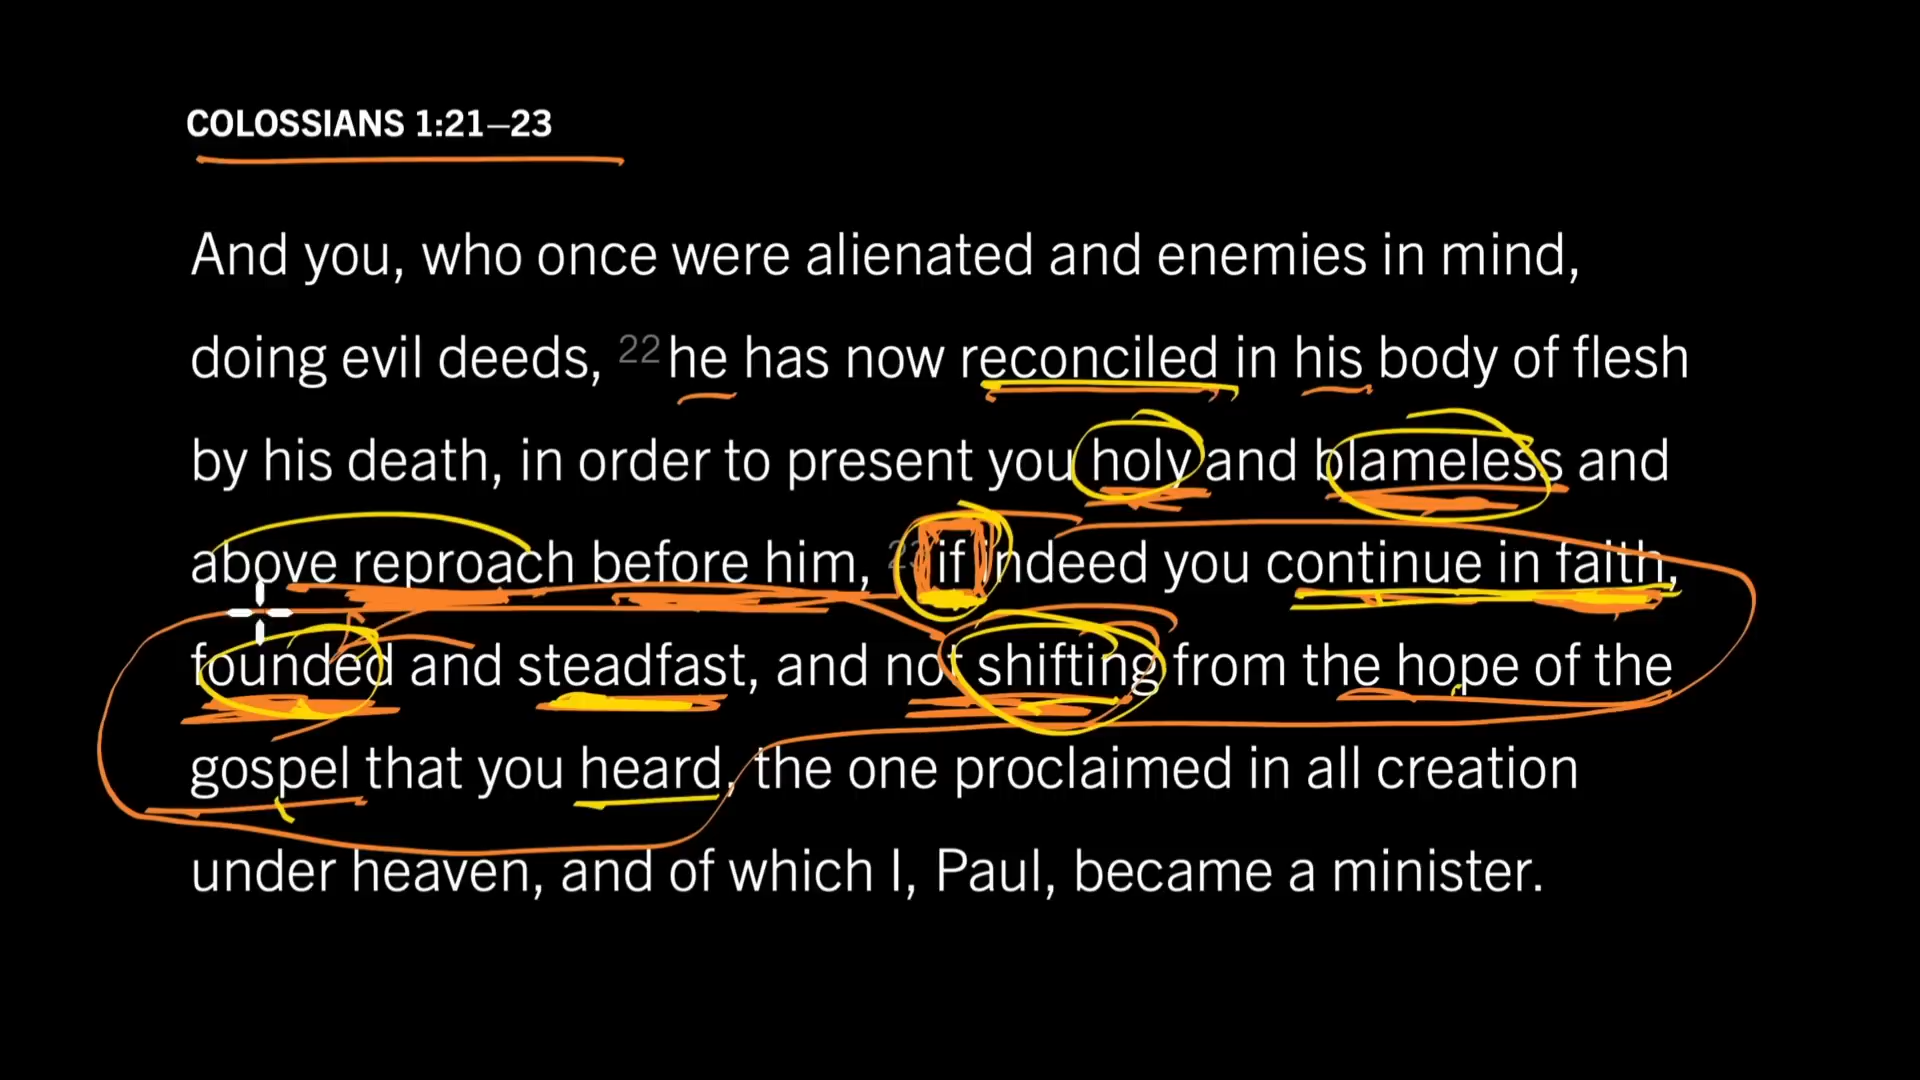 COLOSSIANS 1:21–23
And you, who once were alienated and enemies in mind,
doing evil deeds, 22 he has now reconciled in his body of flesh
by his death, in order to present you holy and blameless and
above reproach before him, 23 if indeed you continue in faith,
founded and steadfast, and not shifting from the hope of the
gospel that you heard, the one proclaimed in all creation
under heaven, and of which I, Paul, became a minister.